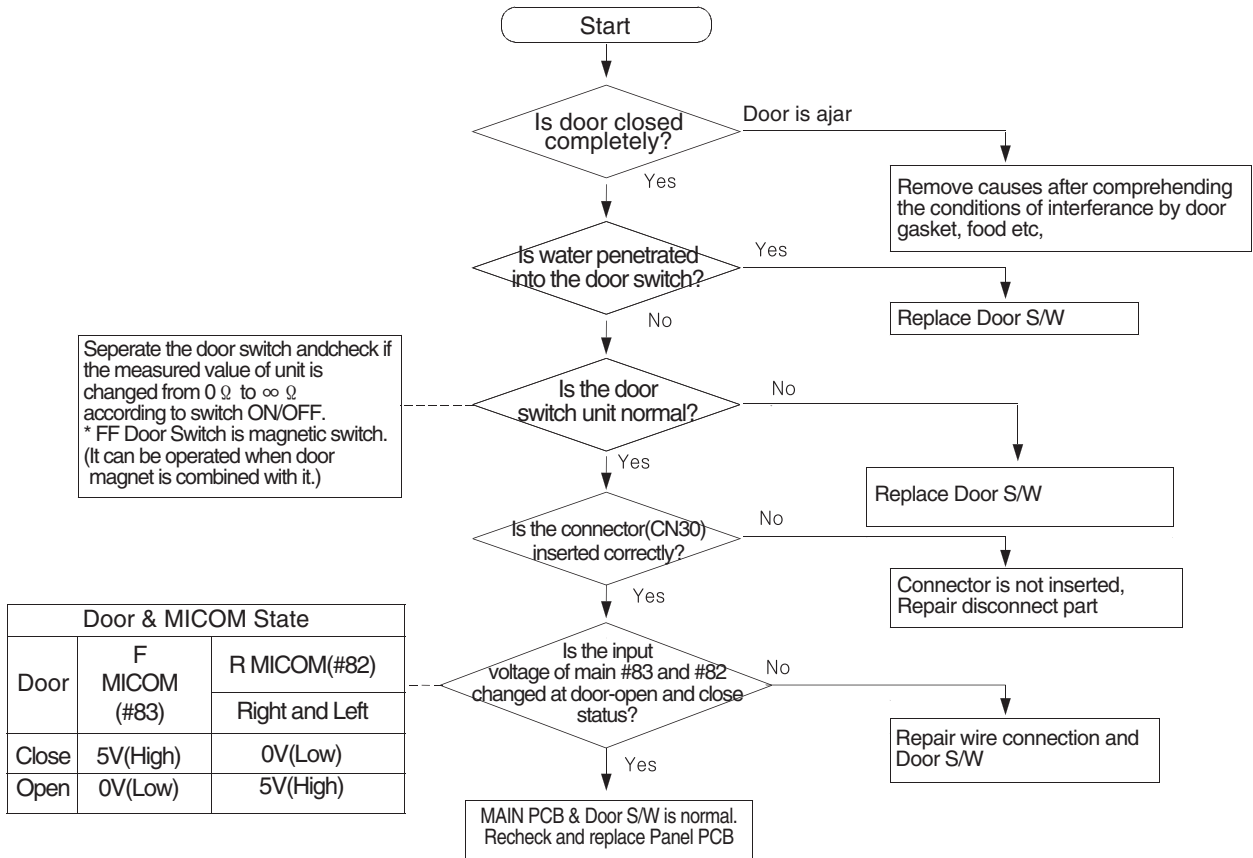 Start
Is door closed
completely?
Door is ajar
Yes
Remove causes after comprehending
the conditions of interferance by door
gasket, food etc,
Is water penetrated
into the door switch?
Yes
No
Replace Door S/W
Seperate the door switch andcheck if
the measured value of unit is
changed from 0 Ω to ∞ Ω
according to switch ON/OFF.
* FF Door Switch is magnetic switch.
(It can be operated when door
magnet is combined with it.)
Is the door
switch unit normal?
No
Yes
Replace Door S/W
Is the connector(CN30)
inserted correctly?
No
Yes
Connector is not inserted,
Repair disconnect part
Door & MICOM State
Door
F
MICOM
(#83)
R MICOM(#82)
Right and Left
Close 5V(High) 0V(Low)
Open 0V(Low) 5V(High)
Is the input
voltage of main #83 and #82
changed at door-open and close
status?
No
Yes
Repair wire connection and
Door S/W
MAIN PCB & Door S/W is normal.
Recheck and replace Panel PCB